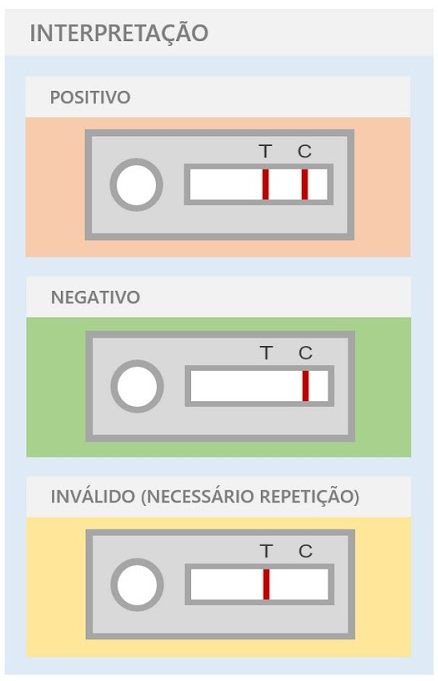 INTERPRETAÇÃO
POSITIVO
T C
NEGATIVO
T C
INVÁLIDO (NECESSÁRIO REPETIÇÃO)
T C